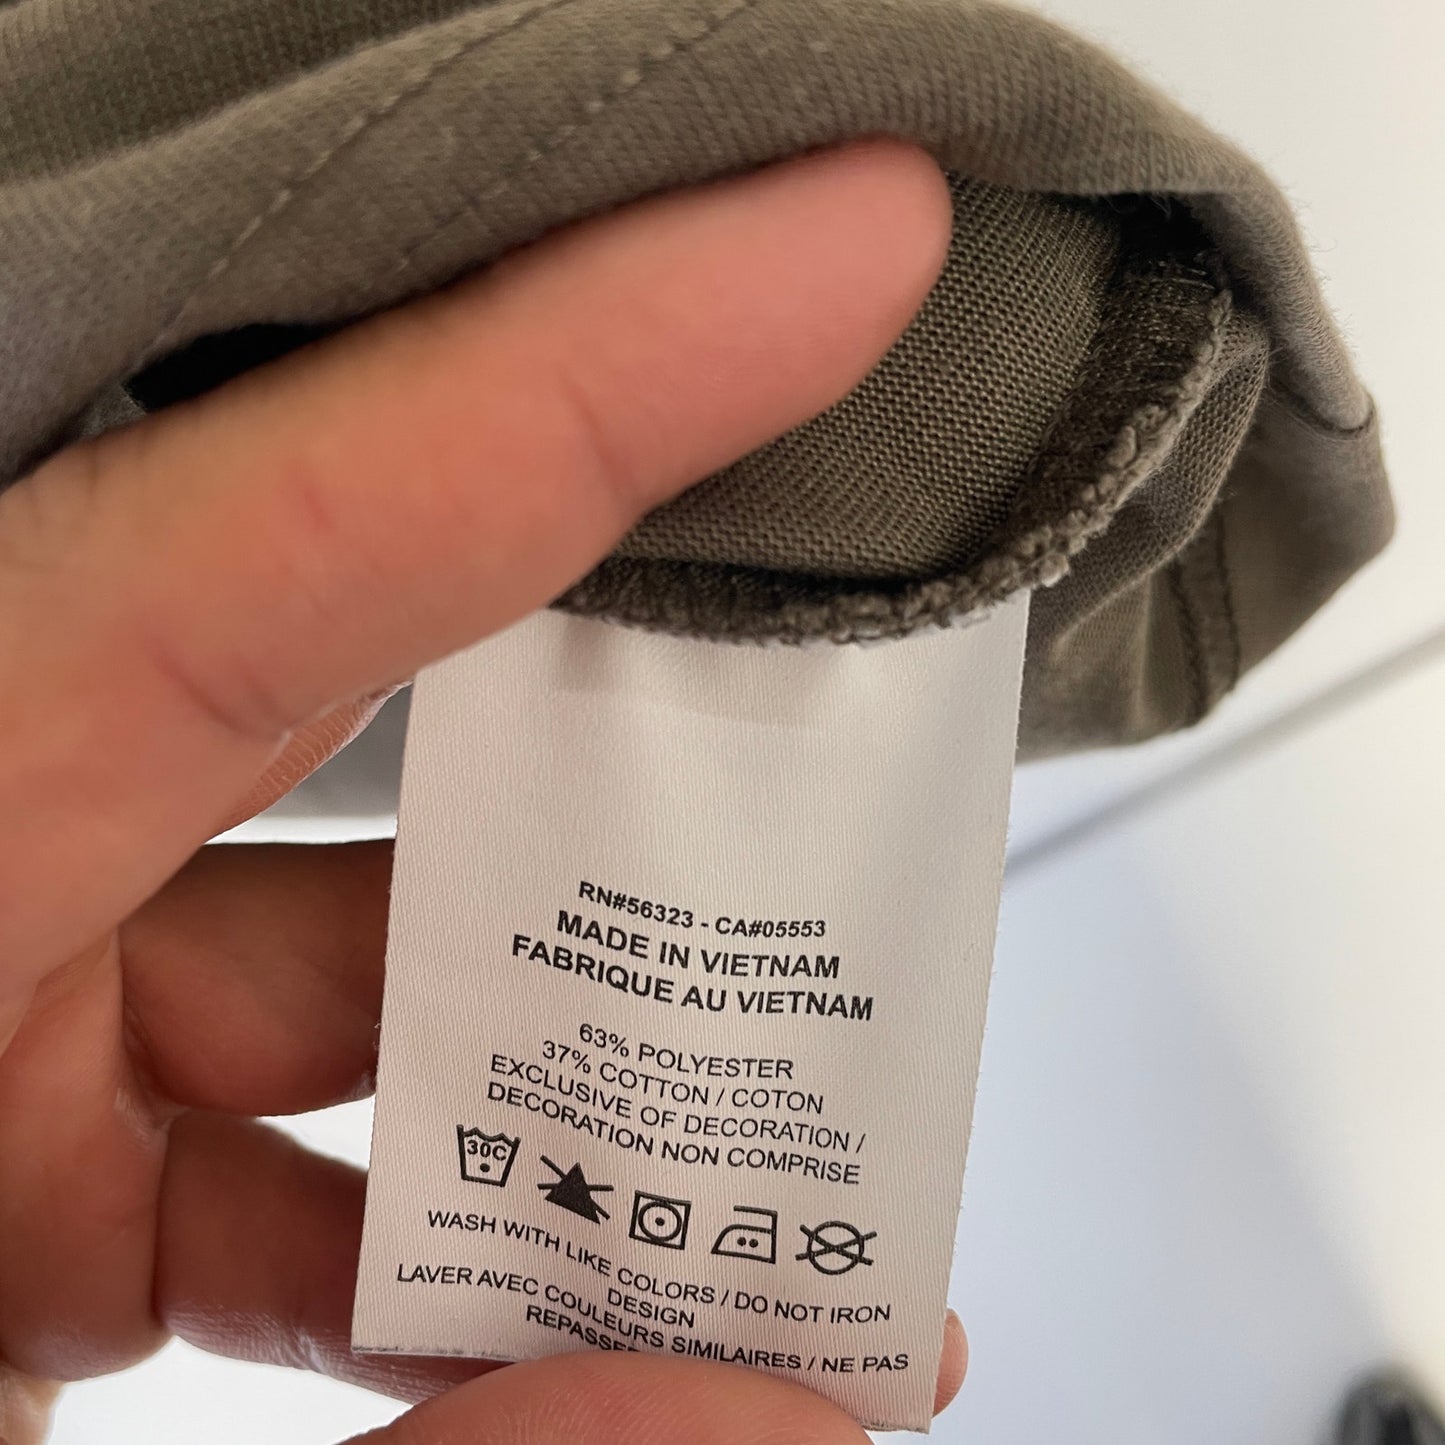 RN#56323 - CA#05553
MADE IN VIETNAM
FABRIQUE AU VIETNAM
63% POLYESTER
37% COTTON / COTON
EXCLUSIVE OF DECORATION /
DECORATION NON COMPRISE
30C
WASH WITH LIKE COLORS / DO NOT IRON
DESIGN
LAVER AVEC COULEURS SIMILAIRES / NE PAS